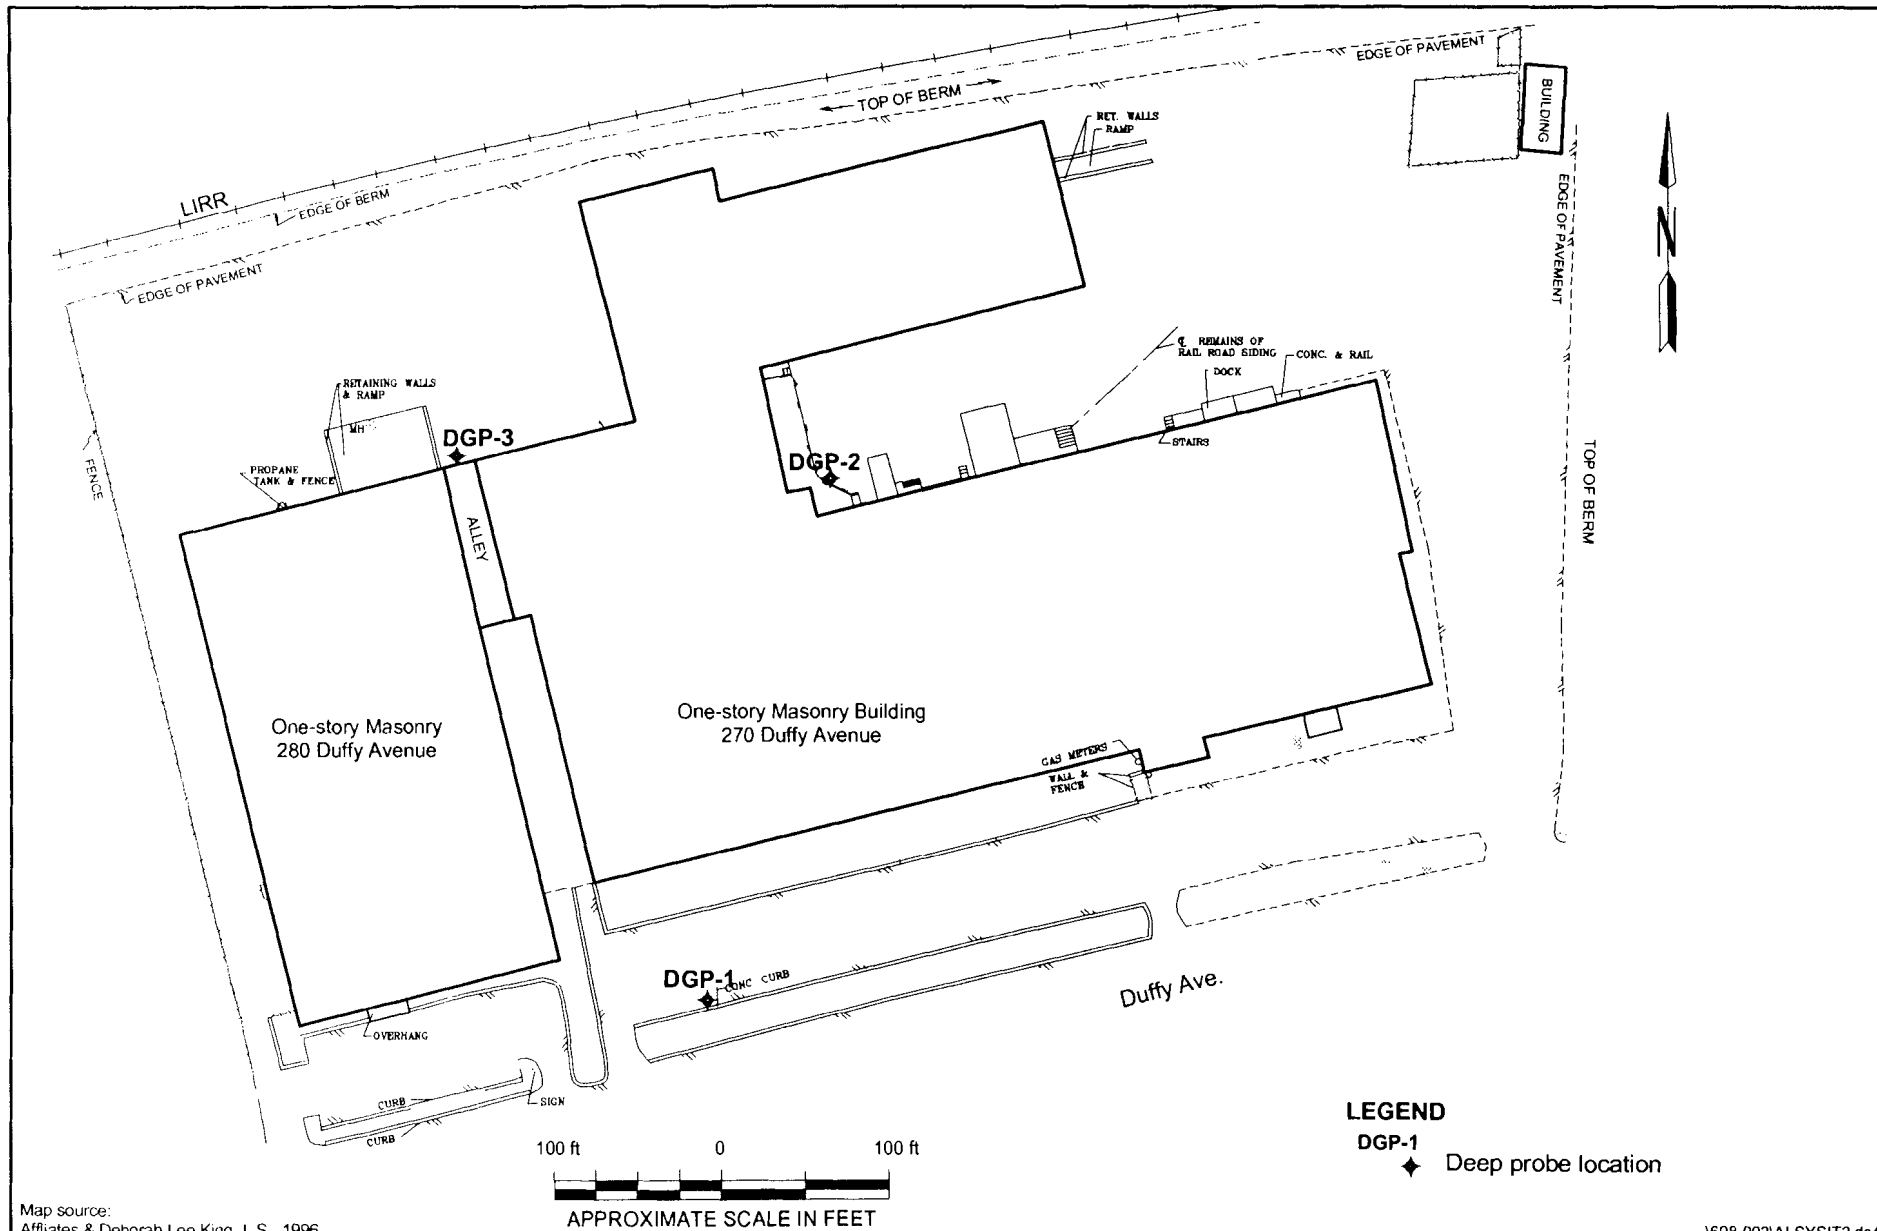 EDGE OF PAVEMENT
TOP OF BERM
BUILDING
RET. WALLS
RAMP
LIRR
EDGE OF BERM
EDGE OF PAVEMENT
EDGE OF PAVEMENT
N
℄ REMAINS OF
RAIL ROAD SIDING
CONC. & RAIL
DOCK
RETAINING WALLS
& RAMP
MH
DGP-3
STAIRS
DGP-2
PROPANE
TANK & FENCE
FENCE
TOP OF BERM
ALLEY
One-story Masonry
280 Duffy Avenue
One-story Masonry Building
270 Duffy Avenue
GAS METERS
WALL &
FENCE
DGP-1
CONC CURB
Duffy Ave.
OVERHANG
CURB
SIGN
CURB
LEGEND
DGP-1
Deep probe location
100 ft 0 100 ft
APPROXIMATE SCALE IN FEET
Map source: